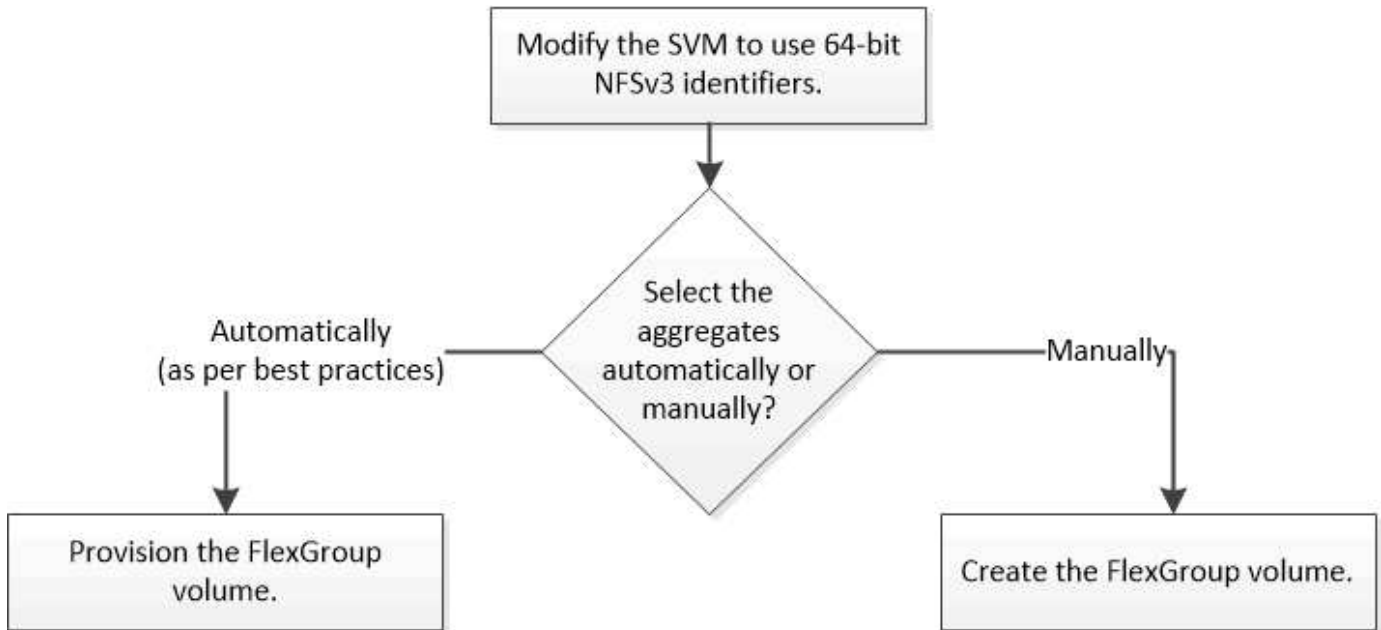 Modify the SVM to use 64-bit
NFSv3 identifiers.
Select the
aggregates
automatically or
manually?
Automatically
(as per best practices)
Manually
Provision the FlexGroup
volume.
Create the FlexGroup volume.